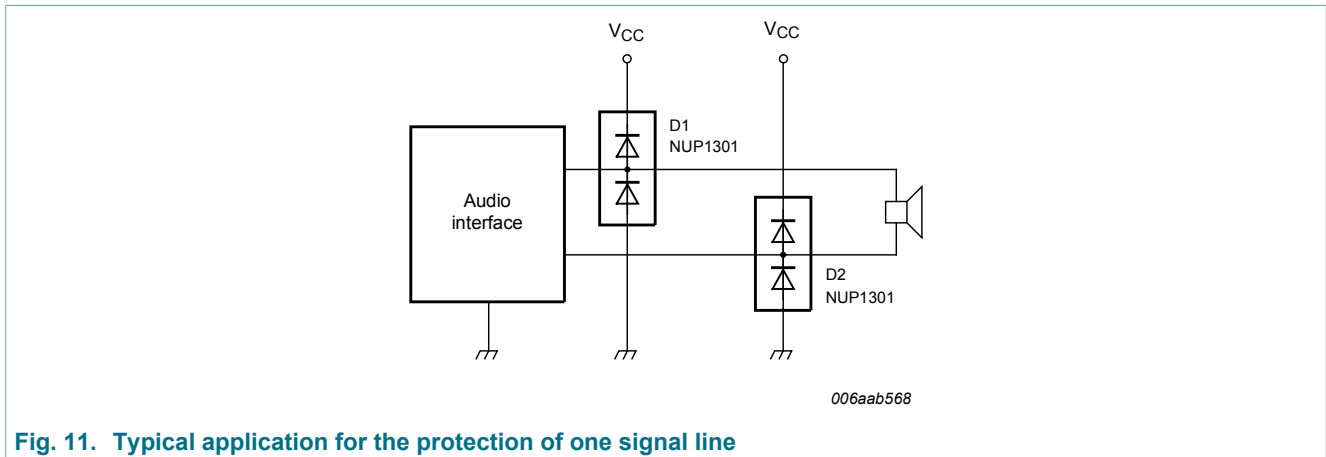 VCC
VCC
D1
NUP1301
Audio
interface
D2
NUP1301
006aab568
Fig. 11. Typical application for the protection of one signal line